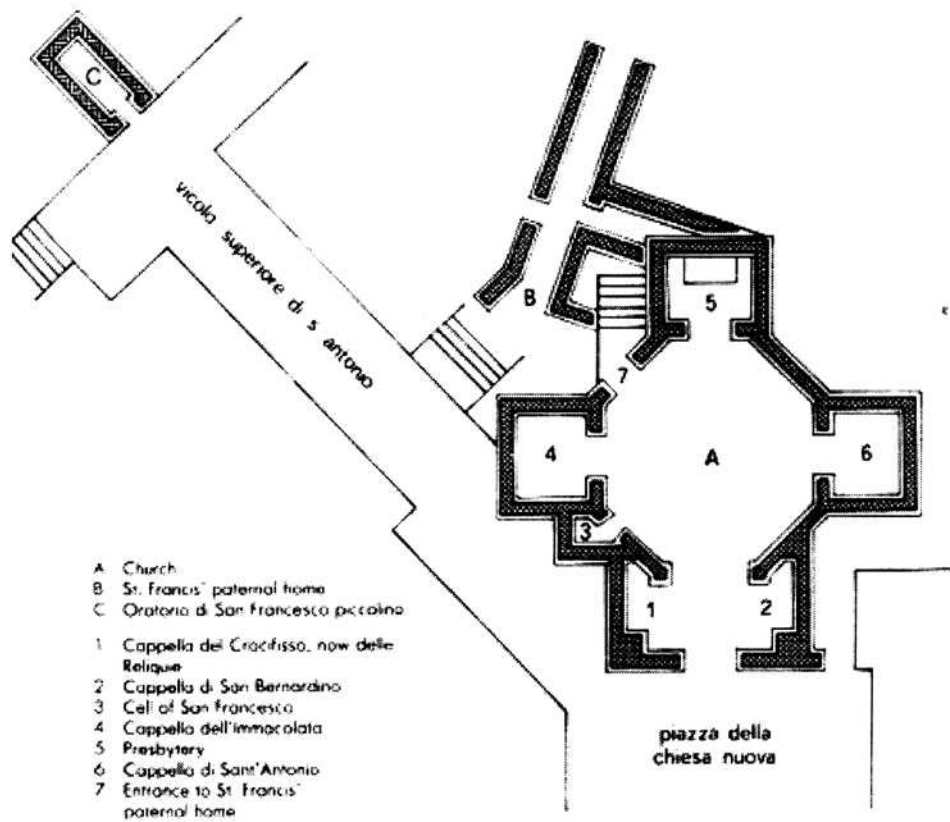 C
vicolo superiore di s antonio
B
5
7
4
A
6
3
1
2
A Church
B St. Francis' paternal home
C Oratorio di San Francesco piccolino
1 Cappella del Crocifisso, now delle
Reliquie
2 Cappella di San Bernardino
3 Cell of San Francesco
4 Cappella dell'immacolata
5 Presbytery
6 Cappella di Sant'Antonio
7 Entrance to St. Francis'
paternal home
piazza della
chiesa nuova